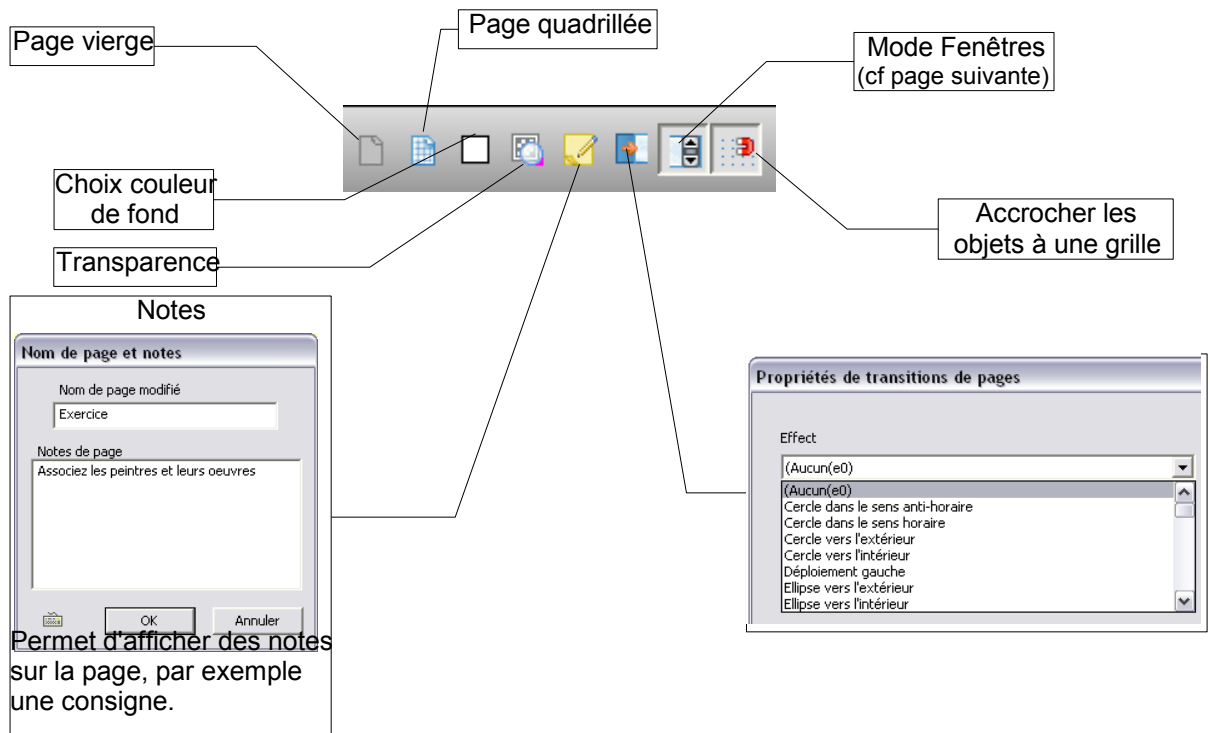 Page vierge
Page quadrillée
Mode Fenêtres
(cf page suivante)
Choix couleur
de fond
Transparence
Accrocher les
objets à une grille
Notes
Nom de page et notes
Nom de page modifié
Exercice
Notes de page
Associez les peintres et leurs oeuvres
OK
Annuler
Permet d'afficher des notes
sur la page, par exemple
une consigne.
Propriétés de transitions de pages
Effect
(Aucun(e0)
(Aucun(e0)
Cercle dans le sens anti-horaire
Cercle dans le sens horaire
Cercle vers l'extérieur
Cercle vers l'intérieur
Déploiement gauche
Ellipse vers l'extérieur
Ellipse vers l'intérieur